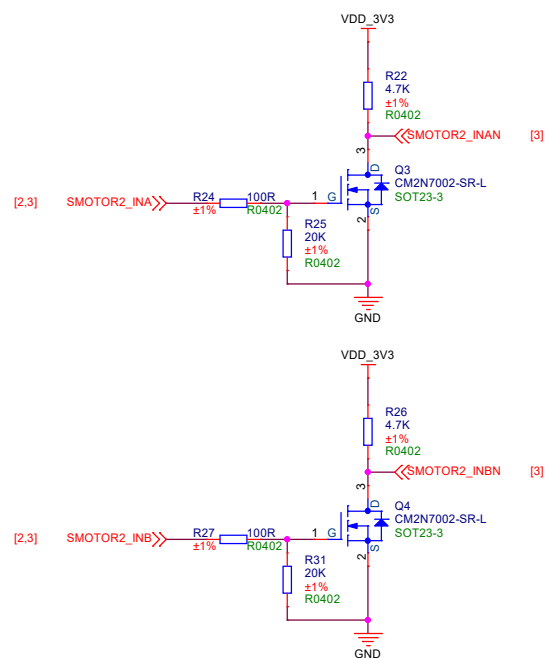 VDD_3V3
R22
4.7K
±1%
R0402
3
SMOTOR2_INAN
[3]
D
Q3
CM2N7002-SR-L
SOT23-3
[2,3]
SMOTOR2_INA
R24
100R
±1%
R0402
1
G
S
2
R25
20K
±1%
R0402
GND
VDD_3V3
R26
4.7K
±1%
R0402
3
SMOTOR2_INBN
[3]
D
Q4
CM2N7002-SR-L
SOT23-3
[2,3]
SMOTOR2_INB
R27
100R
±1%
R0402
1
G
S
2
R31
20K
±1%
R0402
GND